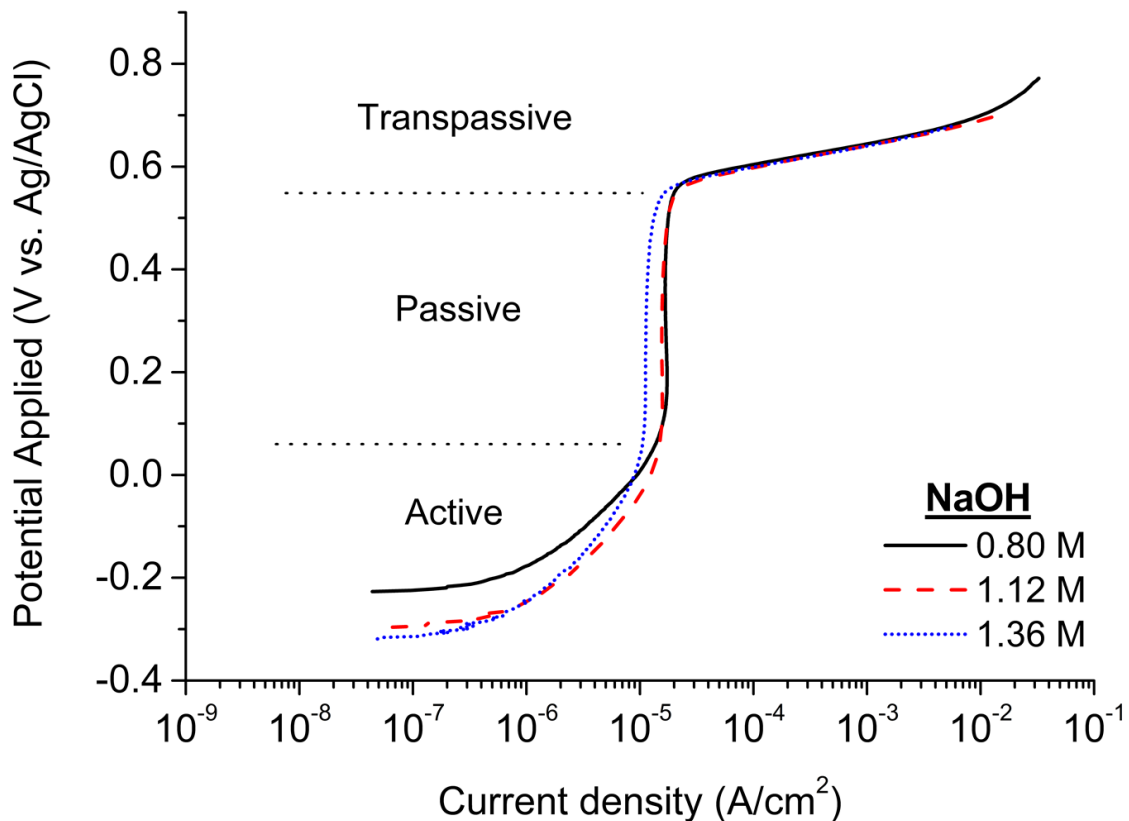 Potential Applied (V vs. Ag/AgCl)
0.8
0.6
0.4
0.2
0.0
-0.2
-0.4
Transpassive
Passive
Active
NaOH
0.80 M
1.12 M
1.36 M
10⁻⁹ 10⁻⁸ 10⁻⁷ 10⁻⁶ 10⁻⁵ 10⁻⁴ 10⁻³ 10⁻² 10⁻¹
Current density (A/cm²)